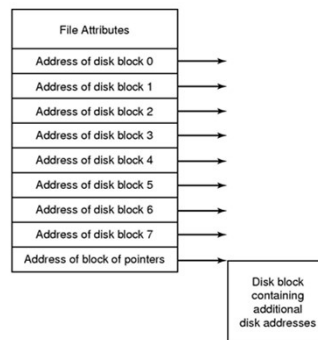 File Attributes
Address of disk block 0
Address of disk block 1
Address of disk block 2
Address of disk block 3
Address of disk block 4
Address of disk block 5
Address of disk block 6
Address of disk block 7
Address of block of pointers
Disk block
containing
additional
disk addresses